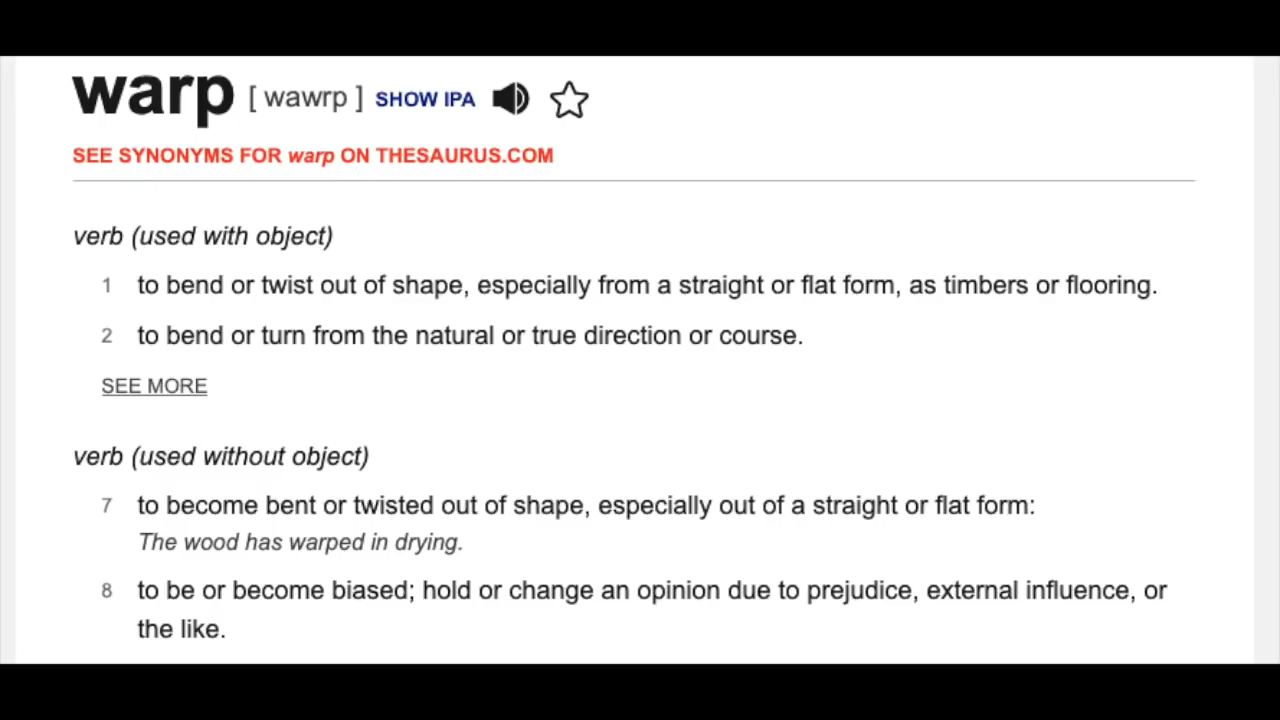 warp [ wawrp ] SHOW IPA
SEE SYNONYMS FOR warp ON THESAURUS.COM
verb (used with object)
1 to bend or twist out of shape, especially from a straight or flat form, as timbers or flooring.
2 to bend or turn from the natural or true direction or course.
SEE MORE
verb (used without object)
7 to become bent or twisted out of shape, especially out of a straight or flat form:
The wood has warped in drying.
8 to be or become biased; hold or change an opinion due to prejudice, external influence, or
the like.